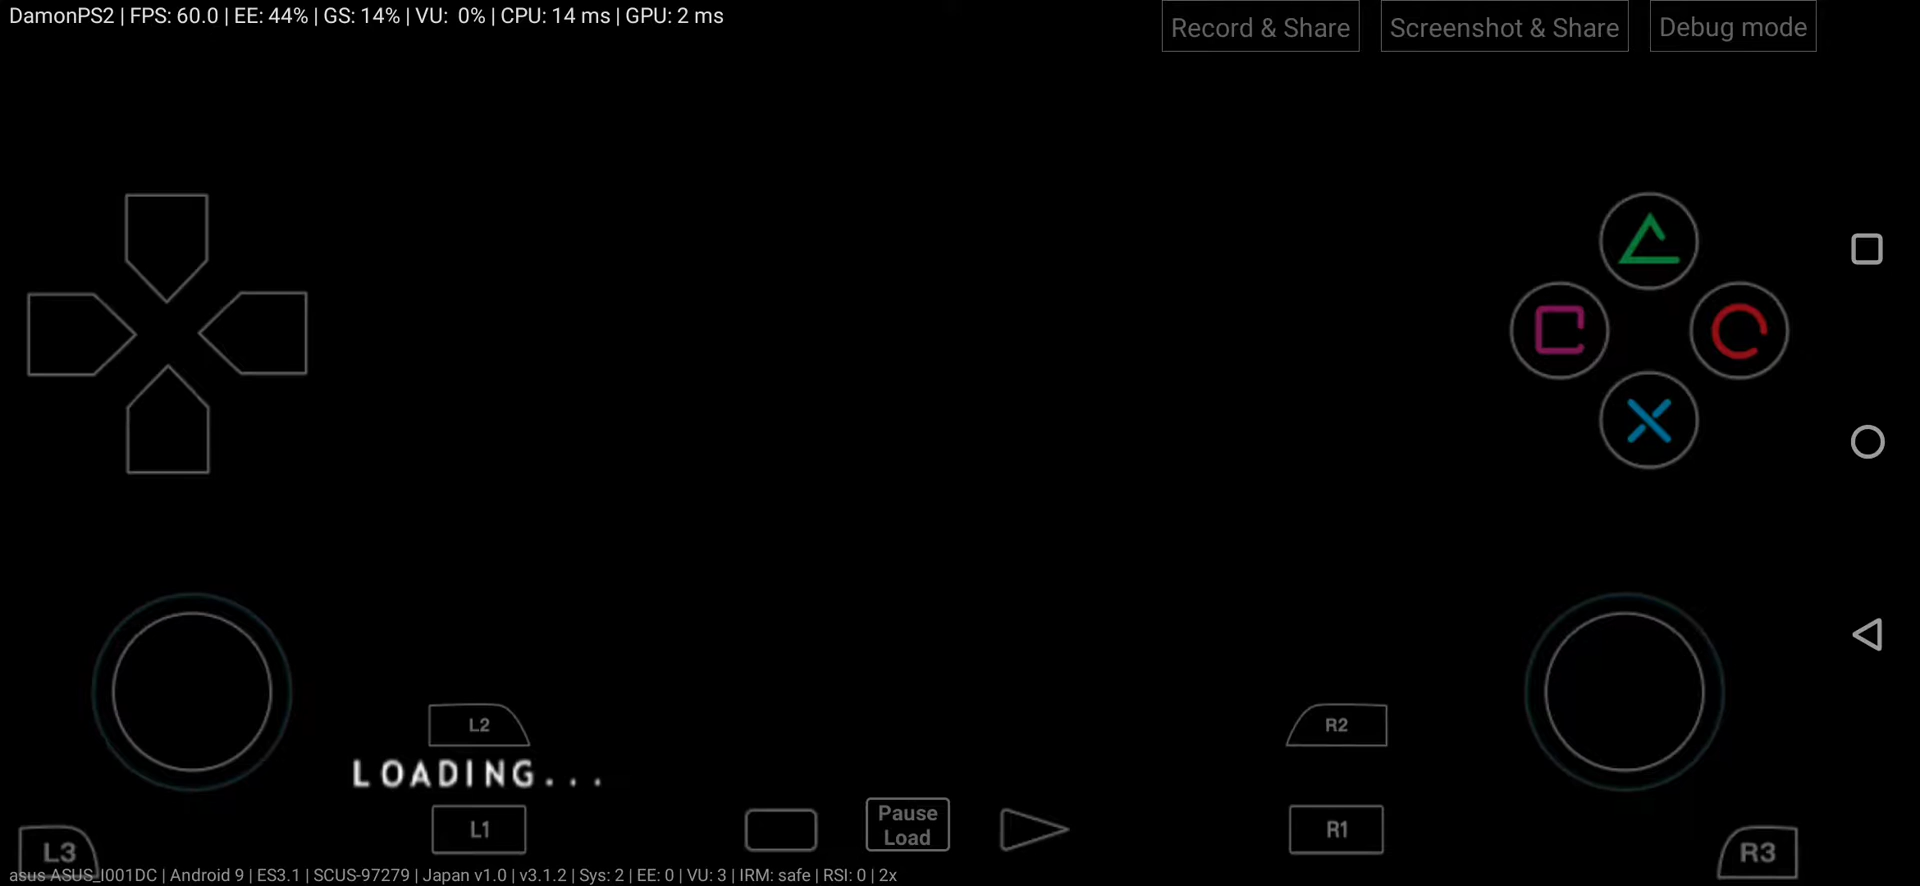 DamonPS2 | FPS: 60.0 | EE: 44% | GS: 14% | VU:  0% | CPU: 14 ms | GPU: 2 ms
Record & Share
Screenshot & Share
Debug mode
L2
R2
LOADING...
Pause
Load
L1
R1
L3
R3
asus ASUS_I001DC | Android 9 | ES3.1 | SCUS-97279 | Japan v1.0 | v3.1.2 | Sys: 2 | EE: 0 | VU: 3 | IRM: safe | RSI: 0 | 2x